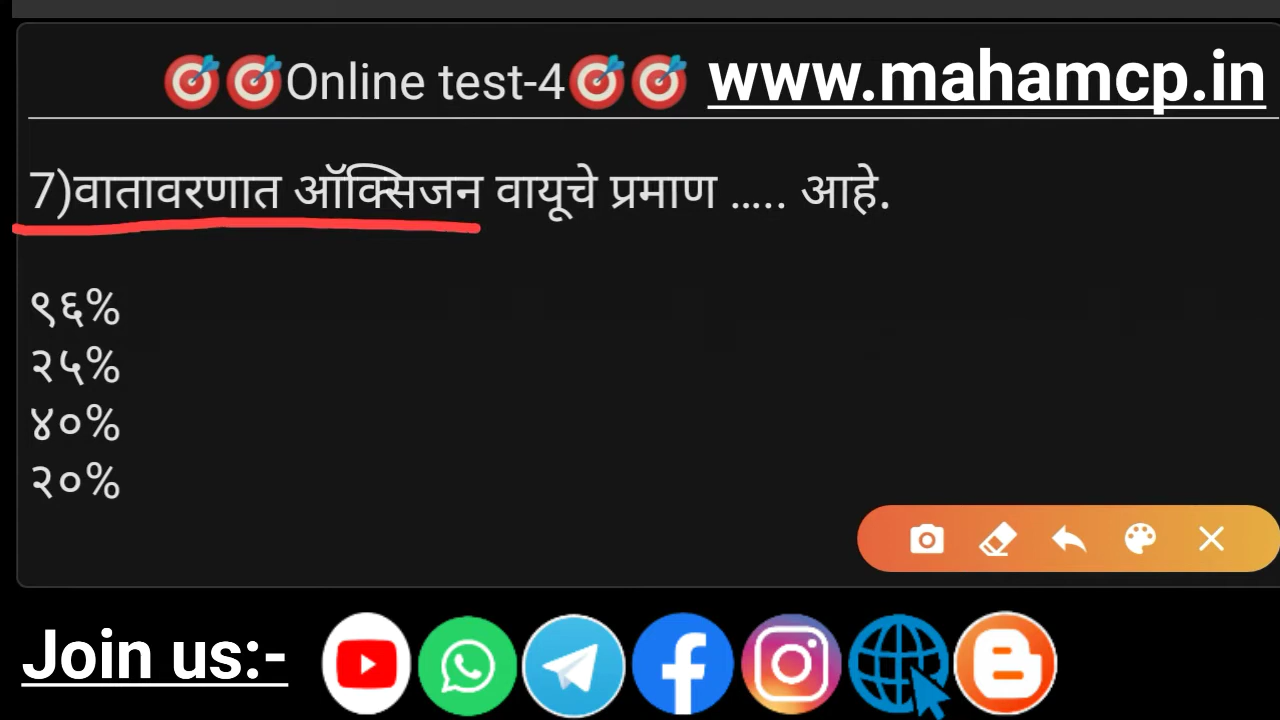 🎯🎯Online test-4🎯🎯 www.mahamcp.in
7)वातावरणात ऑक्सिजन वायूचे प्रमाण ..... आहे.
९६%
२५%
४०%
२०%
Join us:-